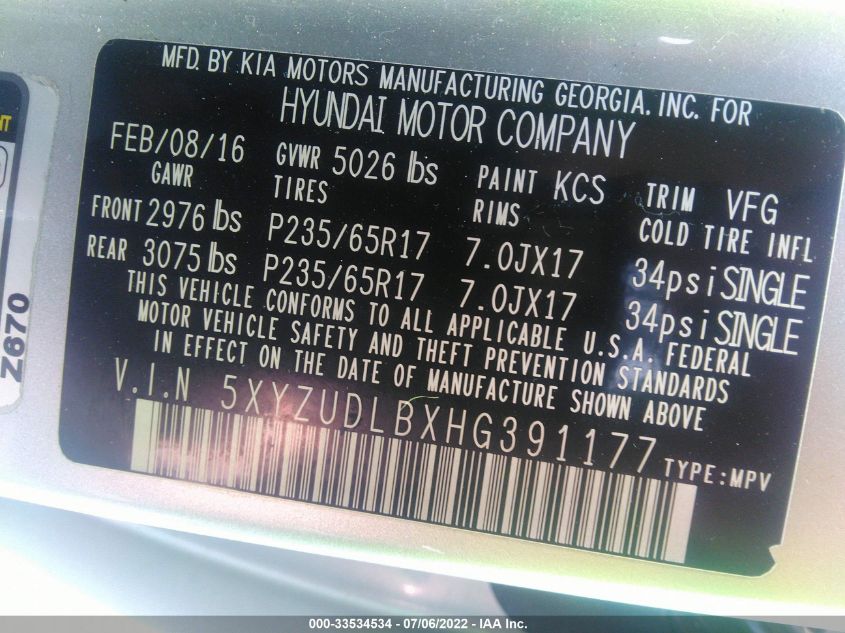 MFD. BY KIA MOTORS MANUFACTURING GEORGIA, INC. FOR
HYUNDAI MOTOR COMPANY
FEB/08/16 GVWR 5026 lbs PAINT KCS TRIM VFG
GAWR TIRES RIMS COLD TIRE INFL
FRONT 2976 lbs P235/65R17 7.0JX17 34psi SINGLE
REAR 3075 lbs P235/65R17 7.0JX17 34psi SINGLE
THIS VEHICLE CONFORMS TO ALL APPLICABLE U.S.A. FEDERAL
MOTOR VEHICLE SAFETY AND THEFT PREVENTION STANDARDS
IN EFFECT ON THE DATE OF MANUFACTURE SHOWN ABOVE
V.I.N 5XYZUDLBXHG391177 TYPE:MPV
Z670
000-33534534 - 07/06/2022 - IAA Inc.